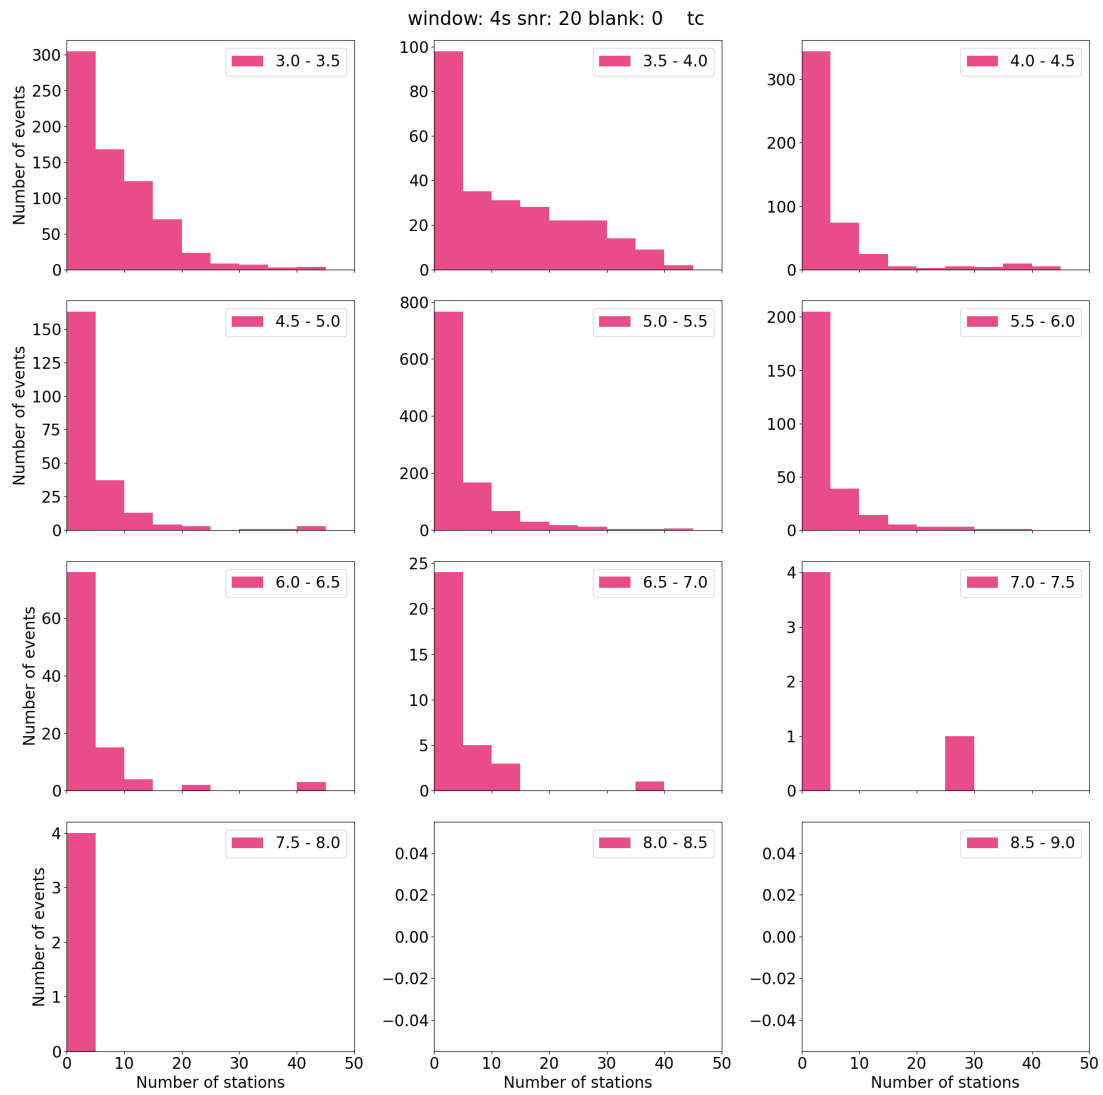 window: 4s snr: 20 blank: 0    tc
300
250
200
150
100
50
0
Number of events
3.0 - 3.5
100
80
60
40
20
0
3.5 - 4.0
300
200
100
0
4.0 - 4.5
150
125
100
75
50
25
0
Number of events
4.5 - 5.0
800
600
400
200
0
5.0 - 5.5
200
150
100
50
0
5.5 - 6.0
60
40
20
0
Number of events
6.0 - 6.5
25
20
15
10
5
0
6.5 - 7.0
4
3
2
1
0
7.0 - 7.5
4
3
2
1
0
Number of events
7.5 - 8.0
0 10 20 30 40 50
Number of stations
0.04
0.02
0.00
−0.02
−0.04
8.0 - 8.5
0 10 20 30 40 50
Number of stations
0.04
0.02
0.00
−0.02
−0.04
8.5 - 9.0
0 10 20 30 40 50
Number of stations